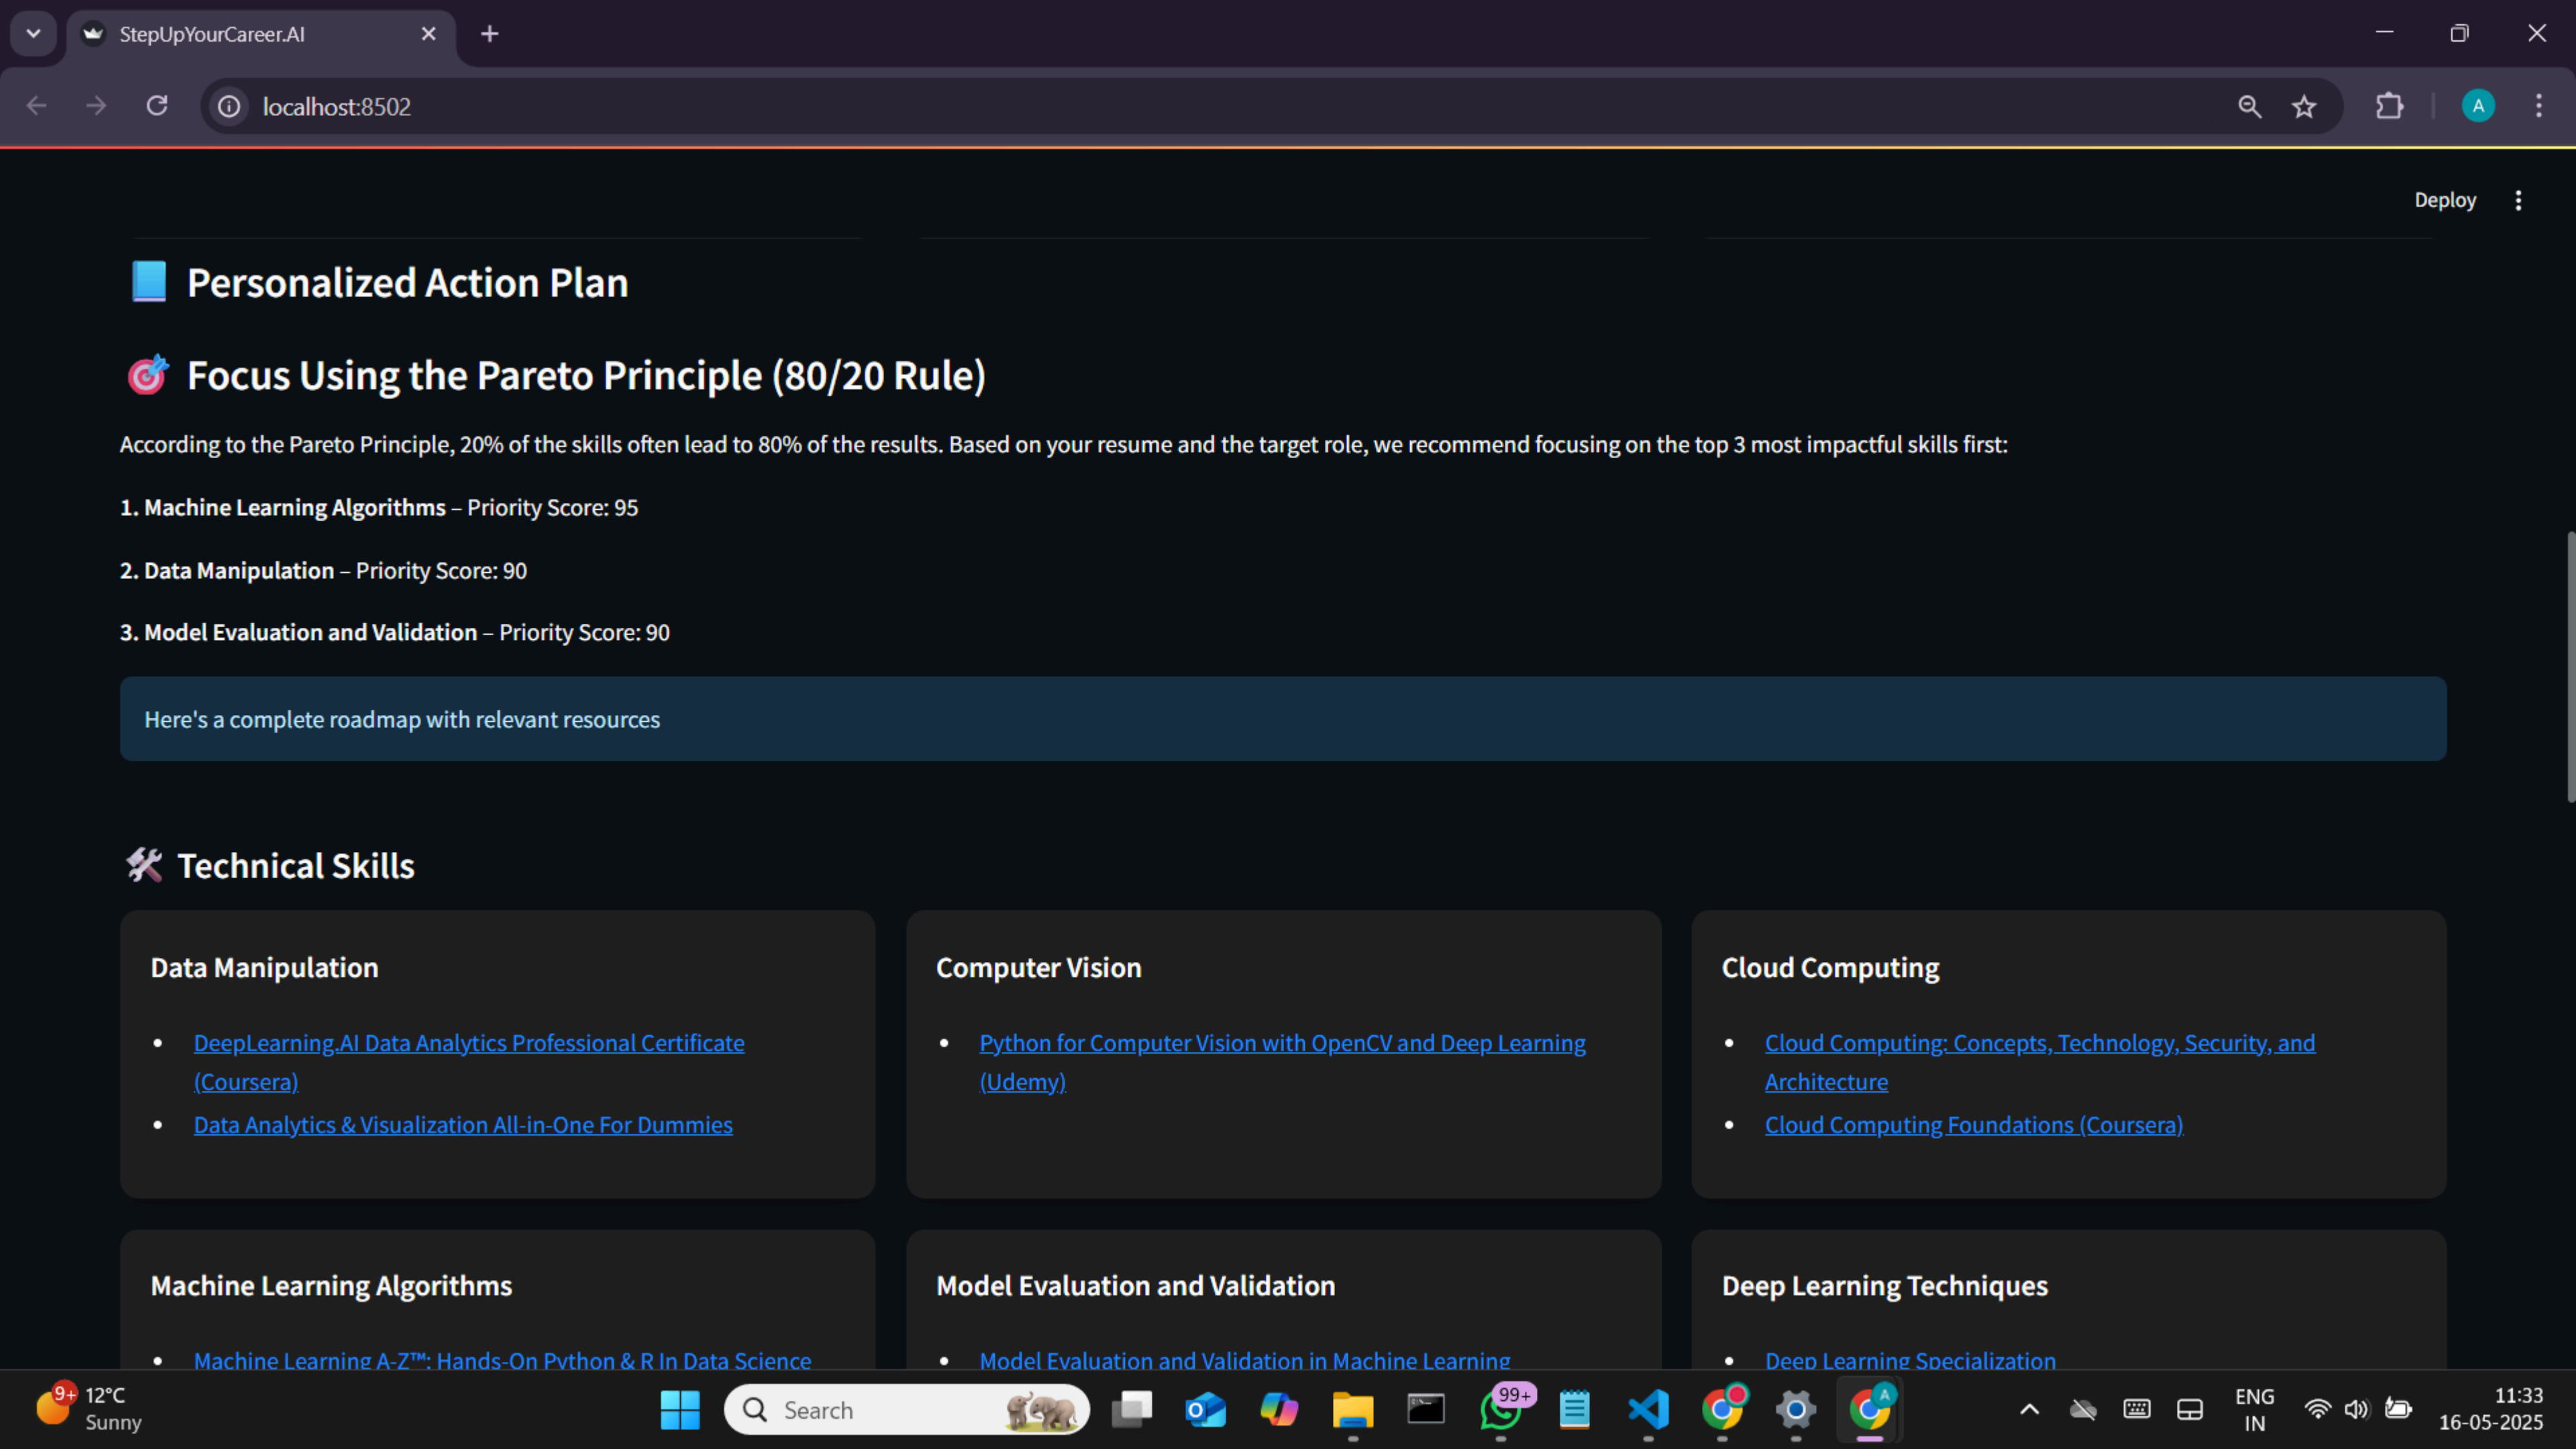 StepUpYourCareer.AI
localhost:8502
A
Deploy
Personalized Action Plan
Focus Using the Pareto Principle (80/20 Rule)
According to the Pareto Principle, 20% of the skills often lead to 80% of the results. Based on your resume and the target role, we recommend focusing on the top 3 most impactful skills first:
1. Machine Learning Algorithms – Priority Score: 95
2. Data Manipulation – Priority Score: 90
3. Model Evaluation and Validation – Priority Score: 90
Here's a complete roadmap with relevant resources
Technical Skills
Data Manipulation
• DeepLearning.AI Data Analytics Professional Certificate
(Coursera)
• Data Analytics & Visualization All-in-One For Dummies
Computer Vision
• Python for Computer Vision with OpenCV and Deep Learning
(Udemy)
Cloud Computing
• Cloud Computing: Concepts, Technology, Security, and
Architecture
• Cloud Computing Foundations (Coursera)
Machine Learning Algorithms
• Machine Learning A-Z™: Hands-On Python & R In Data Science
Model Evaluation and Validation
• Model Evaluation and Validation in Machine Learning
Deep Learning Techniques
• Deep Learning Specialization
9+
12°C
Sunny
Search
99+
A
ENG
IN
11:33
16-05-2025